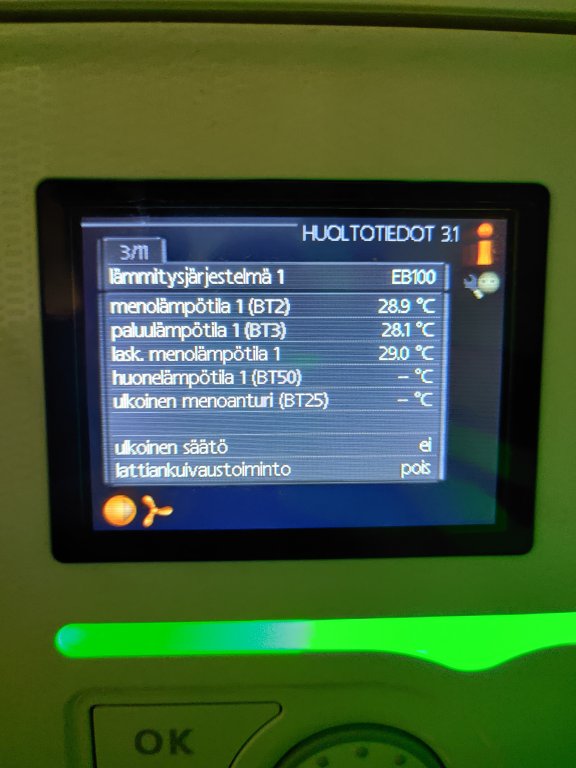 HUOLTOTIEDOT 3.1
3/11
lämmitysjärjestelmä 1 EB100
menolämpötila 1 (BT2) 28.9 °C
paluulämpötila 1 (BT3) 28.1 °C
lask. menolämpötila 1 29.0 °C
huonelämpötila 1 (BT50) -- °C
ulkoinen menoanturi (BT25) -- °C
ulkoinen säätö ei
lattiankuivaustoiminto pois
OK